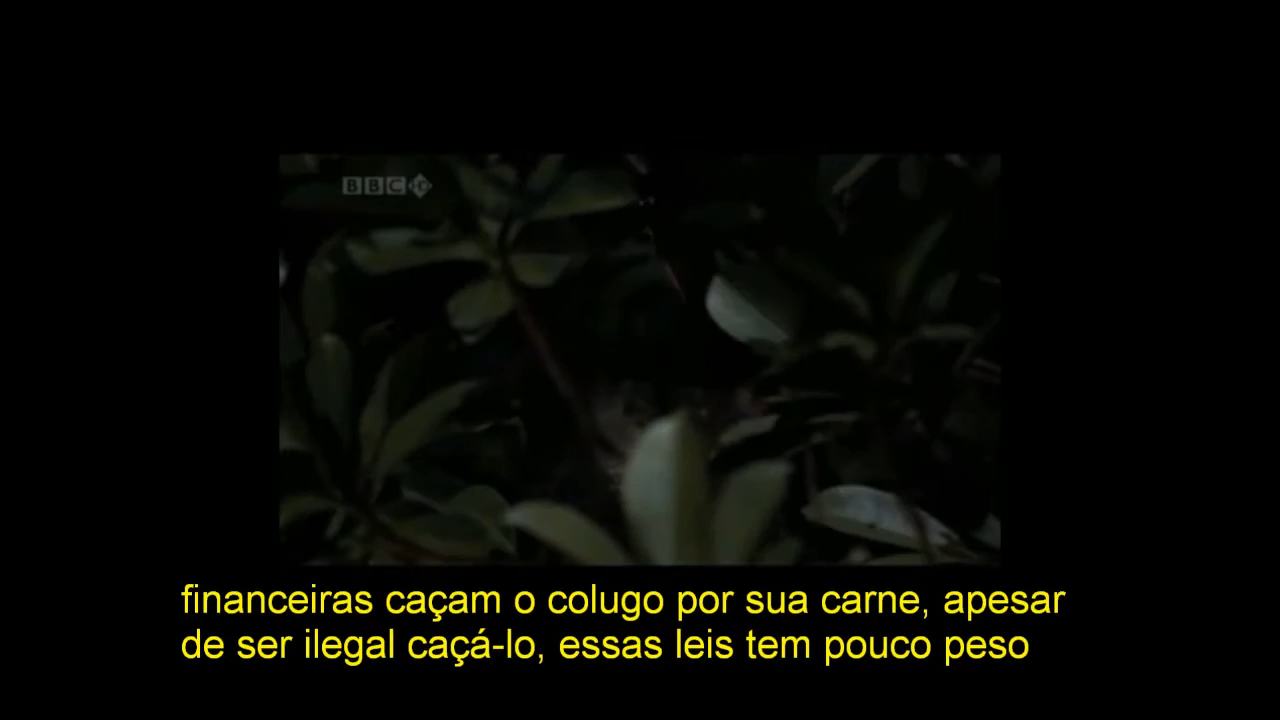 BBC HD
financeiras caçam o colugo por sua carne, apesar
de ser ilegal caçá-lo, essas leis tem pouco peso